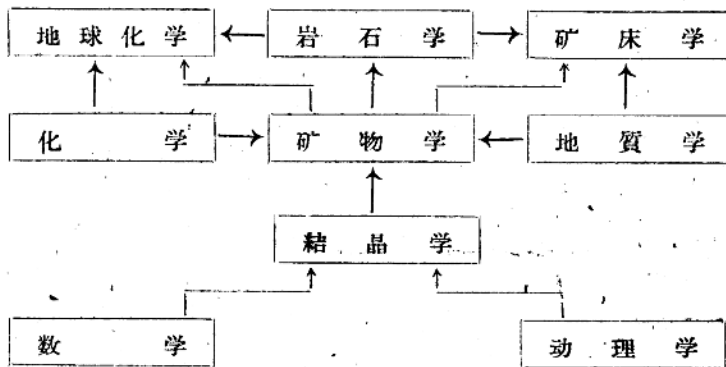 地球化学 岩石学 矿床学
化学 矿物学 地質学
結晶学
数学 动理学